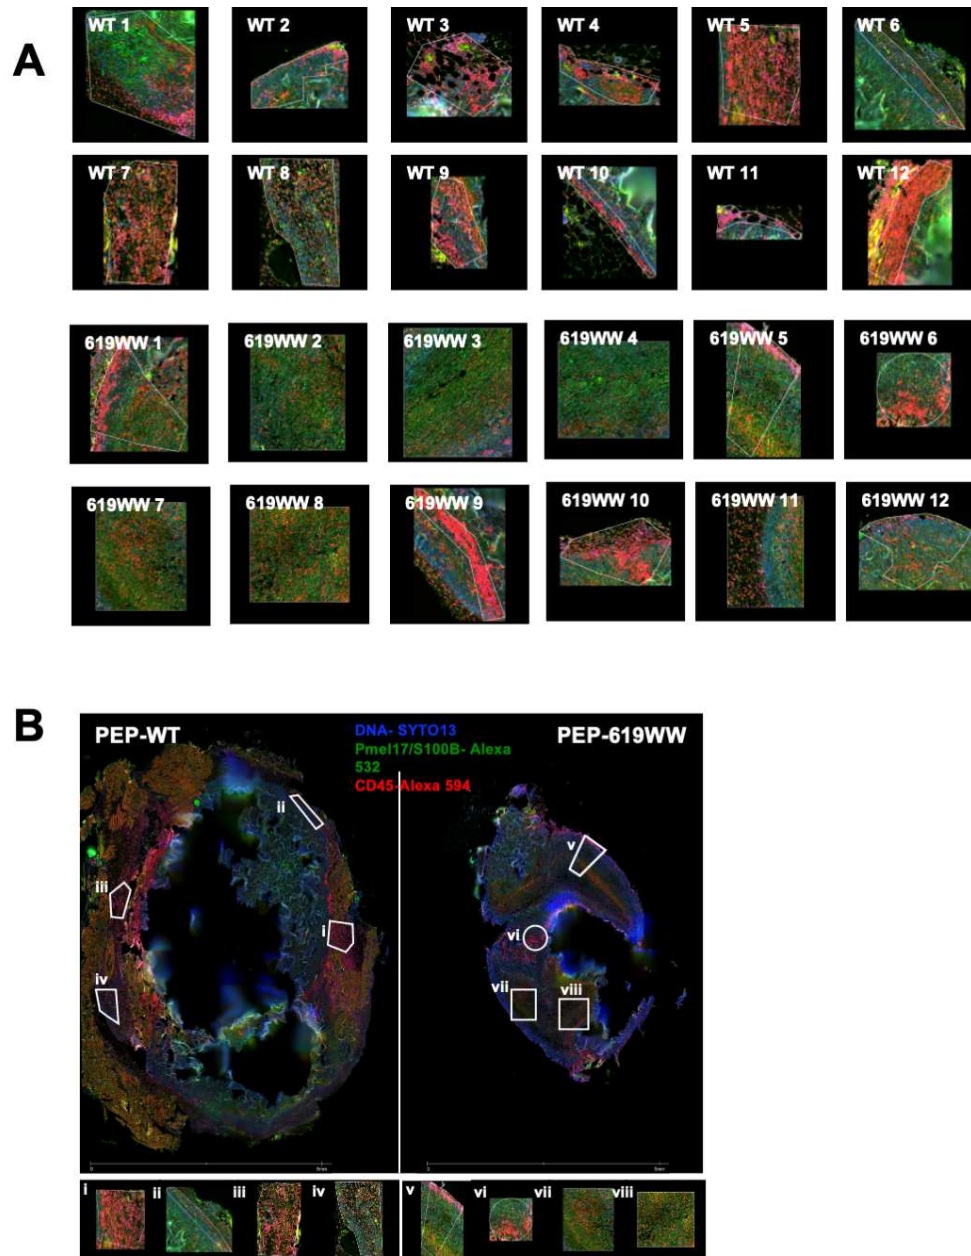 A
WT 1 WT 2 WT 3 WT 4 WT 5 WT 6
WT 7 WT 8 WT 9 WT 10 WT 11 WT 12
619WW 1 619WW 2 619WW 3 619WW 4 619WW 5 619WW 6
619WW 7 619WW 8 619WW 9 619WW 10 619WW 11 619WW 12
B
PEP-WT
DNA- SYTO13
Pmel17/S100B- Alexa
532
CD45-Alexa 594
PEP-619WW
ii
iii
i
iv
v
vi
vii
viii
i ii iii iv v vi vii viii